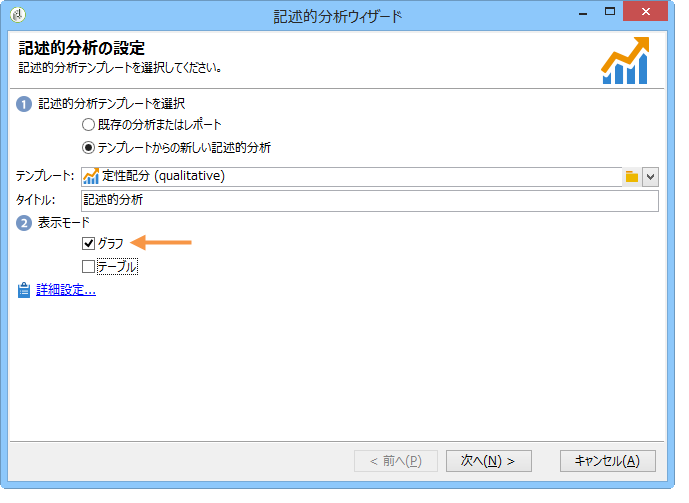 記述的分析ウィザード
記述的分析の設定
記述的分析テンプレートを選択してください。
1 記述的分析テンプレートを選択
既存の分析またはレポート
テンプレートからの新しい記述的分析
テンプレート: 定性配分 (qualitative)
タイトル: 記述的分析
2 表示モード
グラフ
テーブル
詳細設定...
< 前へ(P) 次へ(N) > キャンセル(A)